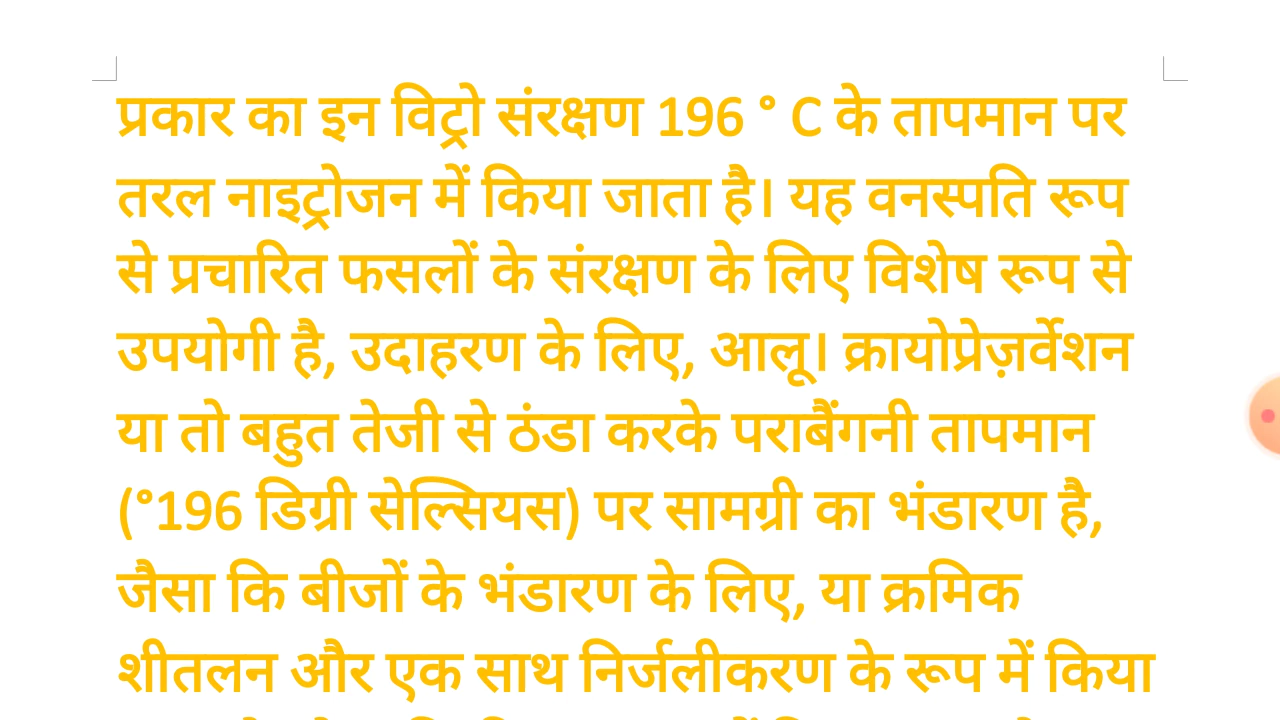 प्रकार का इन विट्रो संरक्षण 196 ° C के तापमान पर
तरल नाइट्रोजन में किया जाता है। यह वनस्पति रूप
से प्रचारित फसलों के संरक्षण के लिए विशेष रूप से
उपयोगी है, उदाहरण के लिए, आलू। क्रायोप्रेज़र्वेशन
या तो बहुत तेजी से ठंडा करके पराबैंगनी तापमान
(°196 डिग्री सेल्सियस) पर सामग्री का भंडारण है,
जैसा कि बीजों के भंडारण के लिए, या क्रमिक
शीतलन और एक साथ निर्जलीकरण के रूप में किया